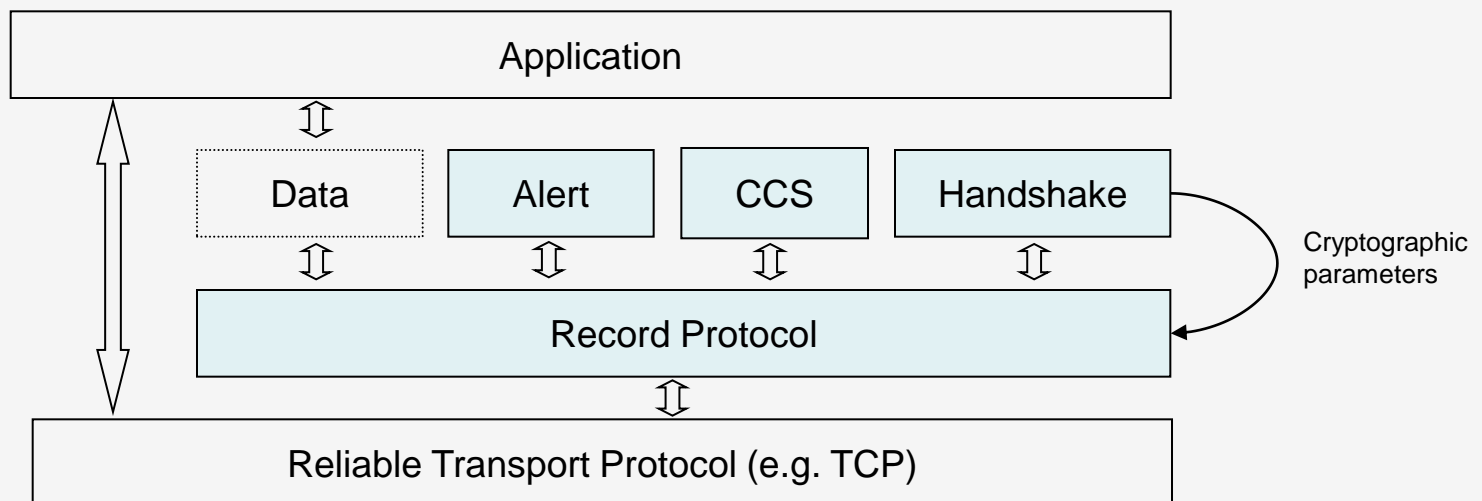 Application
Data
Alert
CCS
Handshake
Cryptographic
parameters
Record Protocol
Reliable Transport Protocol (e.g. TCP)